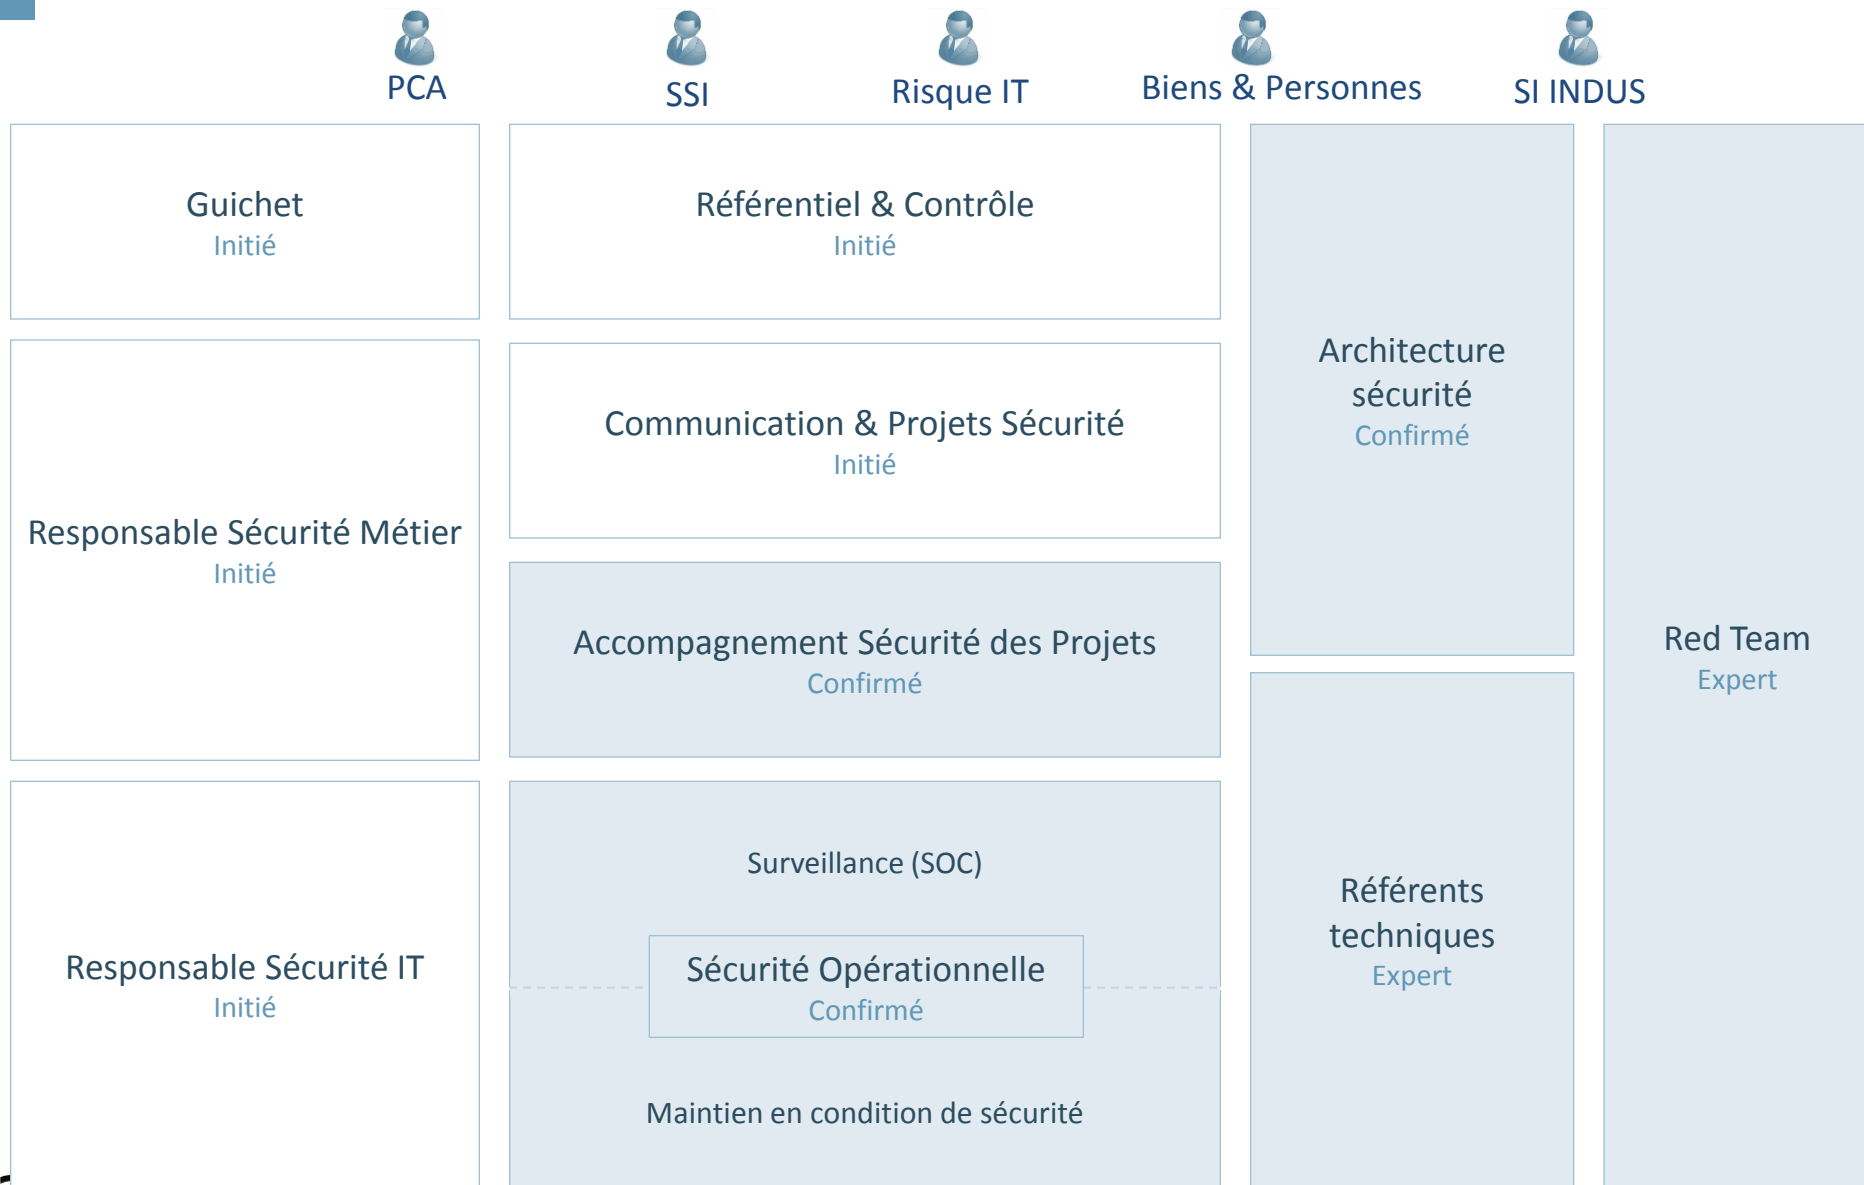 PCA
SSI
Risque IT
Biens & Personnes
SI INDUS
Guichet
Initié
Référentiel & Contrôle
Initié
Architecture
sécurité
Confirmé
Communication & Projets Sécurité
Initié
Responsable Sécurité Métier
Initié
Accompagnement Sécurité des Projets
Confirmé
Red Team
Expert
Surveillance (SOC)
Référents
techniques
Expert
Responsable Sécurité IT
Initié
Sécurité Opérationnelle
Confirmé
Maintien en condition de sécurité